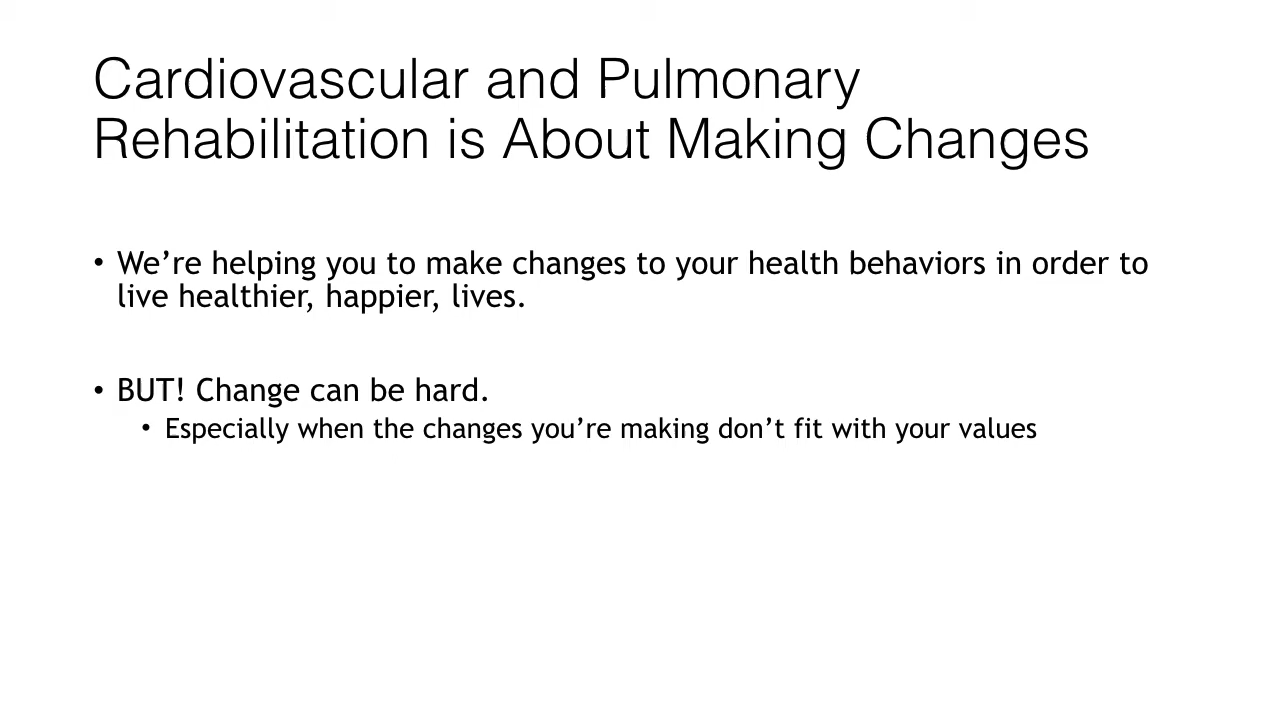 Cardiovascular and Pulmonary
Rehabilitation is About Making Changes
• We’re helping you to make changes to your health behaviors in order to
live healthier, happier, lives.
• BUT! Change can be hard.
• Especially when the changes you’re making don’t fit with your values